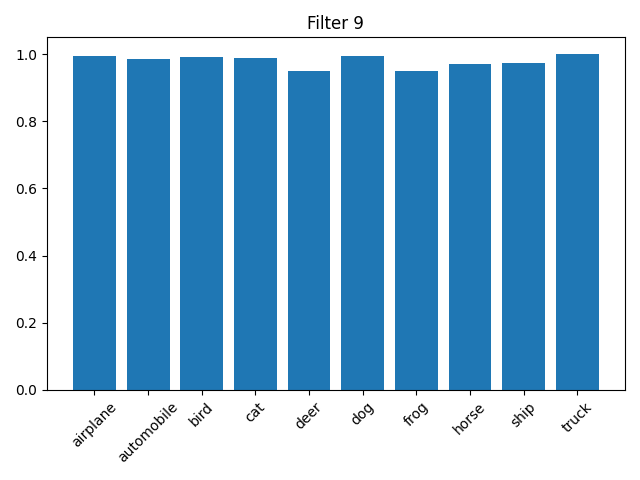 Filter 9
1.0
0.8
0.6
0.4
0.2
0.0
airplane
automobile
bird
cat
deer
dog
frog
horse
ship
truck